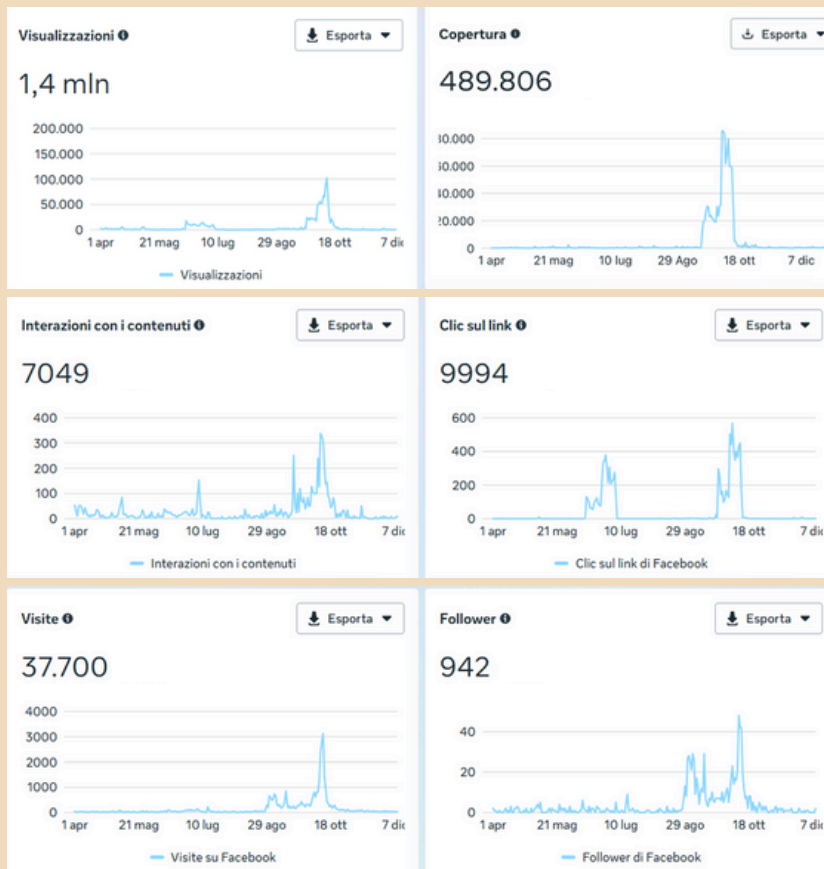 Visualizzazioni
Esporta
1,4 mln
200.000
150.000
100.000
50.000
0
1 apr 21 mag 10 lug 29 ago 18 ott 7 dic
Visualizzazioni
Copertura
Esporta
489.806
0
1 apr 21 mag 10 lug 29 Ago 18 ott 7 dic
Interazioni con i contenuti
Esporta
7049
400
300
200
100
0
1 apr 21 mag 10 lug 29 ago 18 ott 7 dic
Interazioni con i contenuti
Clic sul link
Esporta
9994
600
400
200
0
1 apr 21 mag 10 lug 29 ago 18 ott 7 dic
Clic sul link di Facebook
Visite
Esporta
37.700
4000
3000
2000
1000
0
1 apr 21 mag 10 lug 29 ago 18 ott 7 dic
Visite su Facebook
Follower
Esporta
942
40
20
0
1 apr 21 mag 10 lug 29 ago 18 ott 7 dic
Follower di Facebook